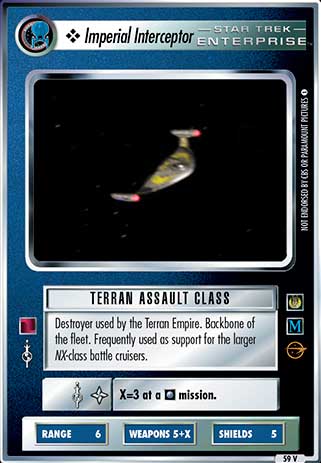 ❖ Imperial Interceptor
STAR TREK
ENTERPRISE
NOT ENDORSED BY CBS OR PARAMOUNT PICTURES
TERRAN ASSAULT CLASS
Destroyer used by the Terran Empire. Backbone of
the fleet. Frequently used as support for the larger
NX-class battle cruisers.
M
X=3 at a mission.
RANGE 6 WEAPONS 5+X SHIELDS 5
59 V